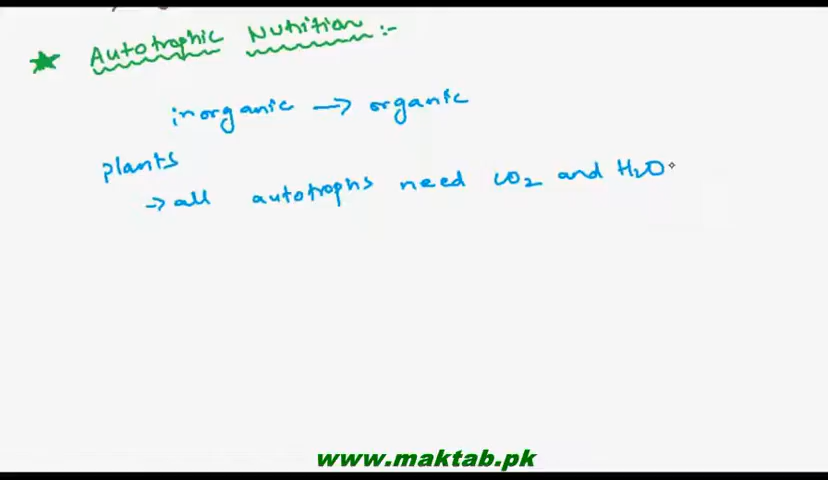 ★ Autotrophic Nutrition :-
inorganic → organic
plants
→ all autotrophs need CO₂ and H₂O
www.maktab.pk